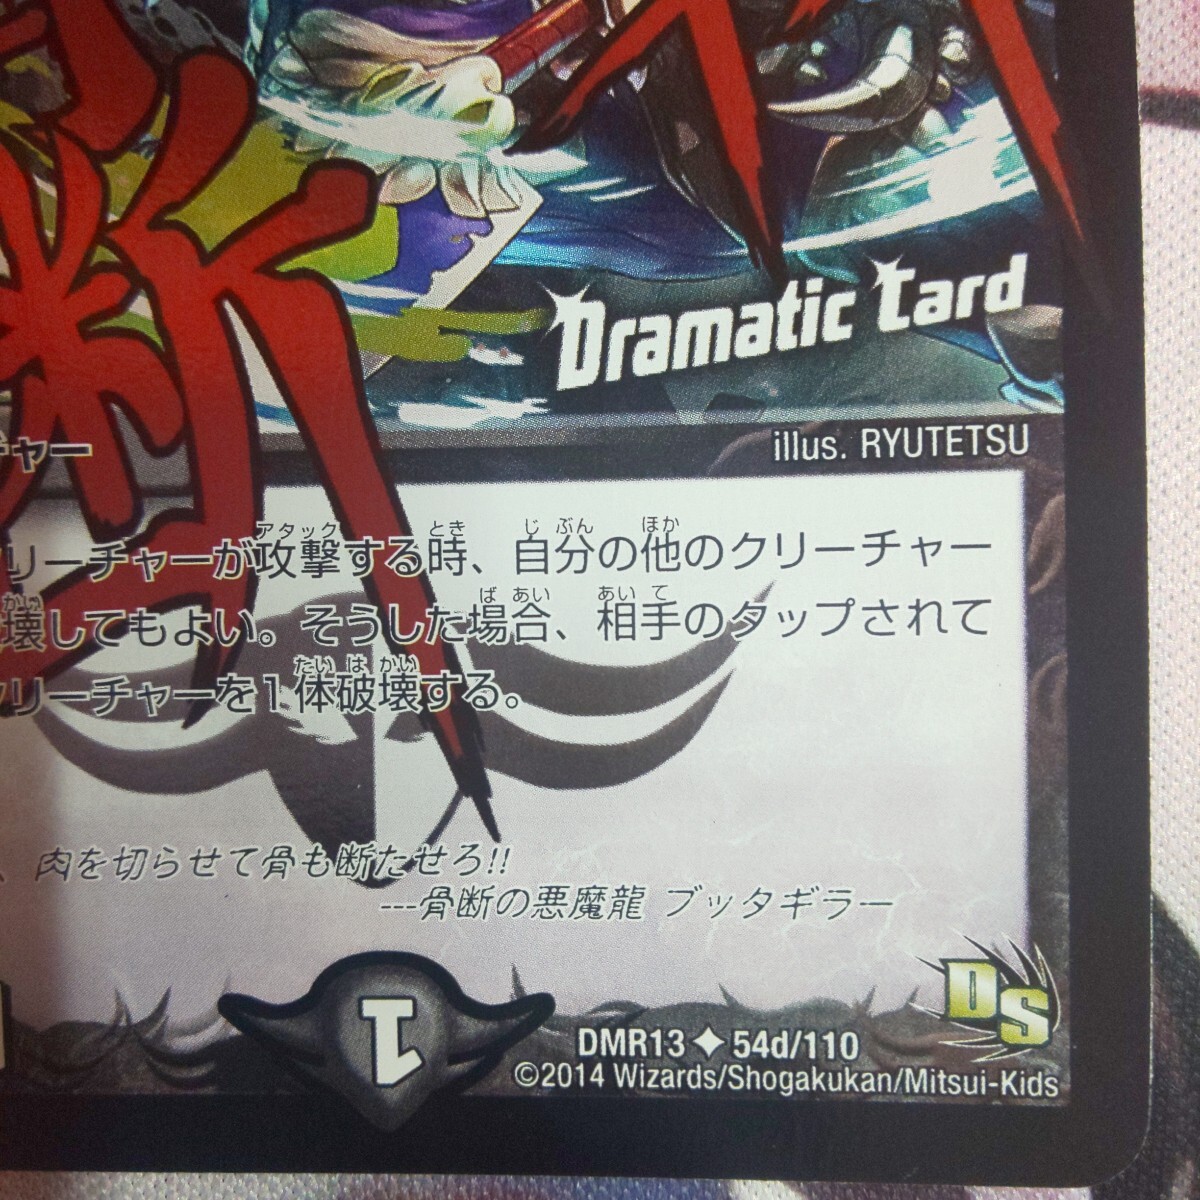 断
Dramatic Card
チャー
illus. RYUTETSU
リーチャーが攻撃する時、自分の他のクリーチャー
壊してもよい。そうした場合、相手のタップされて
クリーチャーを1体破壊する。
、肉を切らせて骨も断たせろ!!
---骨断の悪魔龍 ブッタギラー
1
DS
DMR13 ✦ 54d/110
©2014 Wizards/Shogakukan/Mitsui-Kids